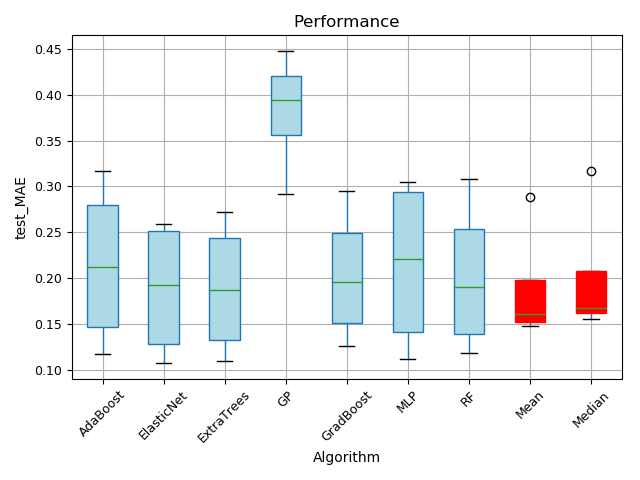 Performance
test_MAE
0.45
0.40
0.35
0.30
0.25
0.20
0.15
0.10
AdaBoost
ElasticNet
ExtraTrees
GP
GradBoost
MLP
RF
Mean
Median
Algorithm